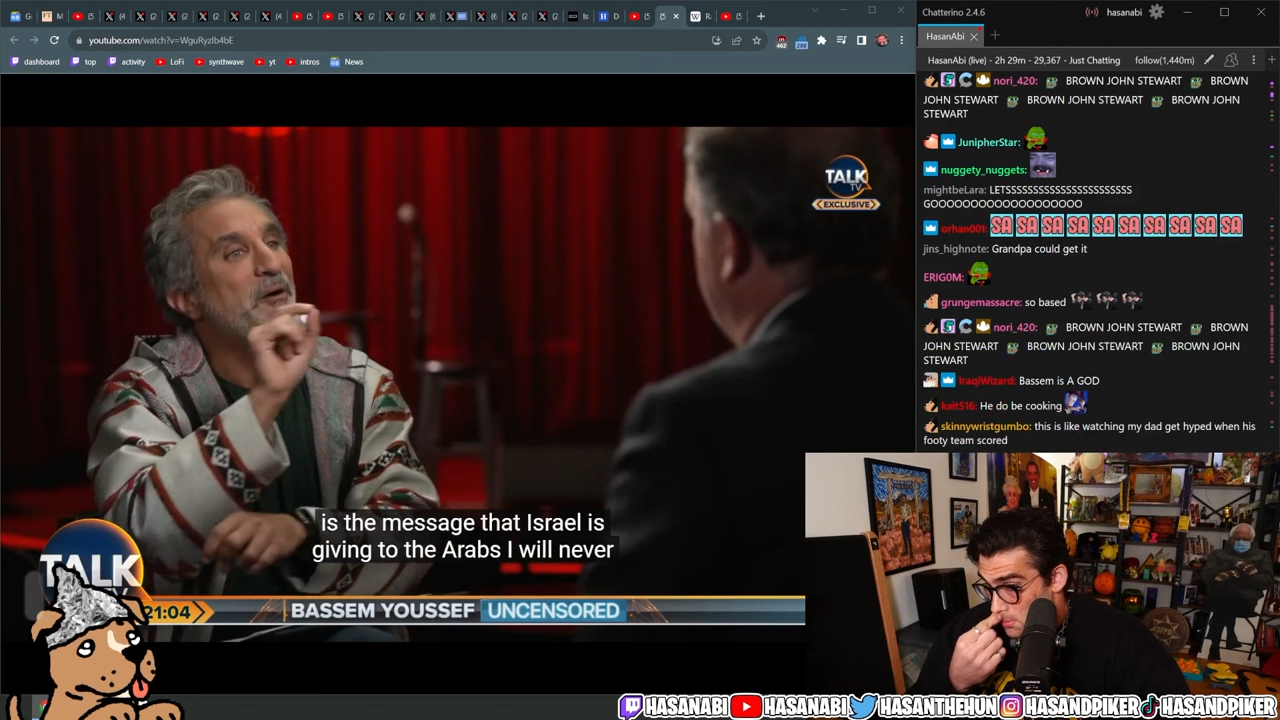 youtube.com/watch?v=WguRyzIb4bE
dashboard
top
activity
LoFi
synthwave
yt
intros
News
TALK
TV
EXCLUSIVE
is the message that Israel is
giving to the Arabs I will never
TALK
21:04
BASSEM YOUSSEF UNCENSORED
Chatterino 2.4.6
hasanabi
HasanAbi
HasanAbi (live) - 2h 29m - 29,367 - Just Chatting
follow(1,440m)
nori_420: BROWN JOHN STEWART BROWN
JOHN STEWART BROWN JOHN STEWART BROWN JOHN
STEWART
JunipherStar:
nuggety_nuggets:
mightbeLara: LETSSSSSSSSSSSSSSSSSSSSSSS
GOOOOOOOOOOOOOOOOOOO
orhan001: SA SA SA SA SA SA SA SA SA SA
jins_highnote: Grandpa could get it
ERIG0M:
grungemassacre: so based
nori_420: BROWN JOHN STEWART BROWN
JOHN STEWART BROWN JOHN STEWART BROWN JOHN
STEWART
IraqiWizard: Bassem is A GOD
kait516: He do be cooking
skinnywristgumbo: this is like watching my dad get hyped when his
footy team scored
HASANABI HASANABI HASANTHEHUN HASANDPIKER HASANDPIKER